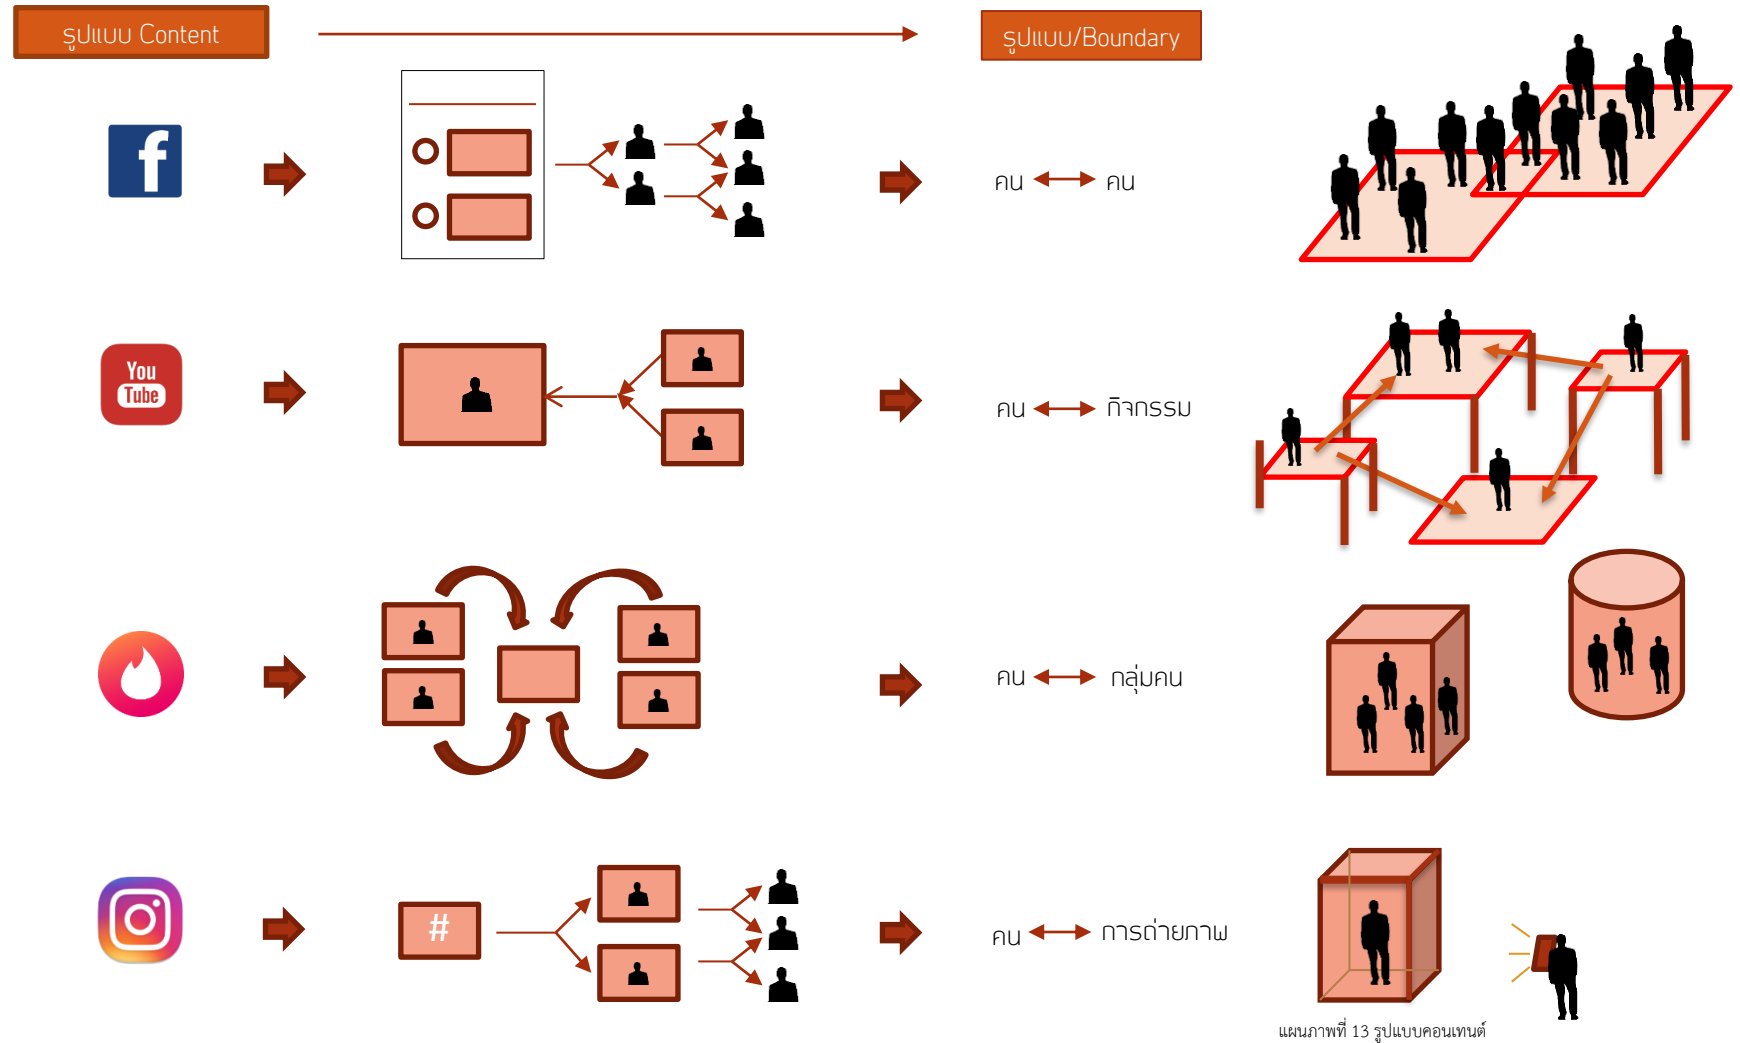 รูปแบบ Content
รูปแบบ/Boundary
f
คน คน
You
Tube
คน กิจกรรม
คน กลุ่มคน
#
คน การถ่ายภาพ
แผนภาพที่ 13 รูปแบบคอนเทนต์